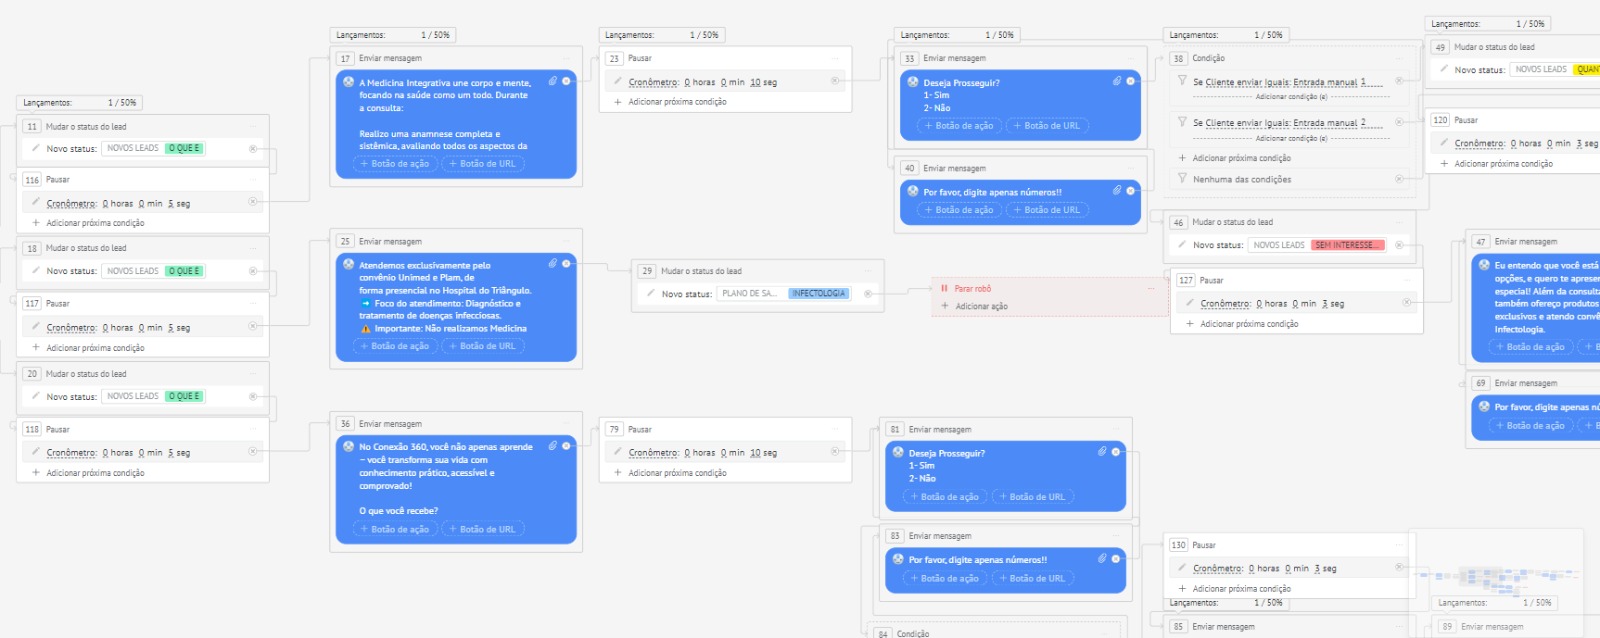 Lançamentos: 1 / 50%
11 Mudar o status do lead
Novo status: NOVOS LEADS O QUE E
116 Pausar
Cronômetro: 0 horas 0 min 5 seg
+ Adicionar próxima condição
18 Mudar o status do lead
Novo status: NOVOS LEADS O QUE E
117 Pausar
Cronômetro: 0 horas 0 min 5 seg
+ Adicionar próxima condição
20 Mudar o status do lead
Novo status: NOVOS LEADS O QUE E
118 Pausar
Cronômetro: 0 horas 0 min 5 seg
+ Adicionar próxima condição
Lançamentos: 1 / 50%
17 Enviar mensagem
A Medicina Integrativa une corpo e mente,
focando na saúde como um todo. Durante
a consulta:
Realizo uma anamnese completa e
sistêmica, avaliando todos os aspectos da
+ Botão de ação + Botão de URL
25 Enviar mensagem
Atendemos exclusivamente pelo
convênio Unimed e Plam, de
forma presencial no Hospital do Triângulo.
➡ Foco do atendimento: Diagnóstico e
tratamento de doenças infecciosas.
⚠ Importante: Não realizamos Medicina
+ Botão de ação + Botão de URL
36 Enviar mensagem
No Conexão 360, você não apenas aprende
– você transforma sua vida com
conhecimento prático, acessível e
comprovado!
O que você recebe?
+ Botão de ação + Botão de URL
Lançamentos: 1 / 50%
23 Pausar
Cronômetro: 0 horas 0 min 10 seg
+ Adicionar próxima condição
29 Mudar o status do lead
Novo status: PLANO DE SA... INFECTOLOGIA
79 Pausar
Cronômetro: 0 horas 0 min 10 seg
+ Adicionar próxima condição
Lançamentos: 1 / 50%
33 Enviar mensagem
Deseja Prosseguir?
1- Sim
2- Não
+ Botão de ação + Botão de URL
40 Enviar mensagem
Por favor, digite apenas números!!
+ Botão de ação + Botão de URL
Parar robô
+ Adicionar ação
81 Enviar mensagem
Deseja Prosseguir?
1- Sim
2- Não
+ Botão de ação + Botão de URL
83 Enviar mensagem
Por favor, digite apenas números!!
+ Botão de ação + Botão de URL
84 Condição
Lançamentos: 1 / 50%
38 Condição
Se Cliente enviar Iguais: Entrada manual 1
Adicionar condição (e)
Se Cliente enviar Iguais: Entrada manual 2
Adicionar condição (e)
+ Adicionar próxima condição
Nenhuma das condições
46 Mudar o status do lead
Novo status: NOVOS LEADS SEM INTERESSE...
127 Pausar
Cronômetro: 0 horas 0 min 3 seg
+ Adicionar próxima condição
130 Pausar
Cronômetro: 0 horas 0 min 3 seg
+ Adicionar próxima condição
Lançamentos: 1 / 50%
85 Enviar mensagem
Lançamentos: 1 / 50%
49 Mudar o status do lead
Novo status: NOVOS LEADS QUAN
120 Pausar
Cronômetro: 0 horas 0 min 3 seg
+ Adicionar próxima condição
47 Enviar mensagem
Eu entendo que você está
opções, e quero te aprese
especial! Além da consulta
também ofereço produtos
exclusivos e atendo convê
Infectologia.
+ Botão de ação + B
69 Enviar mensagem
Por favor, digite apenas nú
+ Botão de ação + B
Lançamentos: 1 / 50%
89 Enviar mensagem